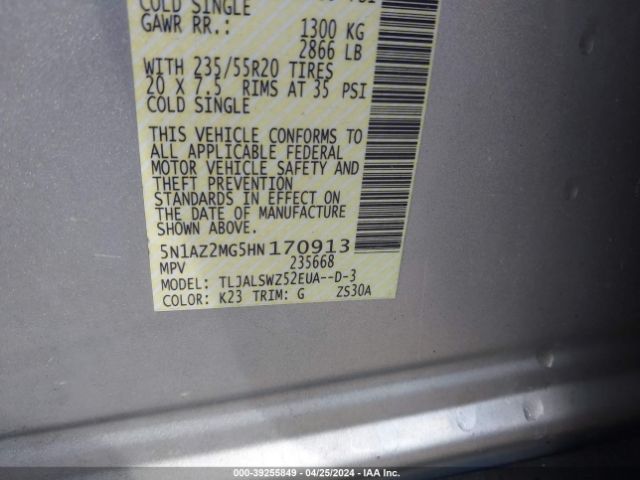 COLD SINGLE
GAWR RR.: 1300 KG
2866 LB
WITH 235/55R20 TIRES
20 X 7.5 RIMS AT 35 PSI
COLD SINGLE
THIS VEHICLE CONFORMS TO
ALL APPLICABLE FEDERAL
MOTOR VEHICLE SAFETY AND
THEFT PREVENTION
STANDARDS IN EFFECT ON
THE DATE OF MANUFACTURE
SHOWN ABOVE.
5N1AZ2MG5HN170913
MPV 235668
MODEL: TLJALSWZ52EUA--D-3
COLOR: K23 TRIM: G ZS30A
000-39255849 - 04/25/2024 - IAA Inc.